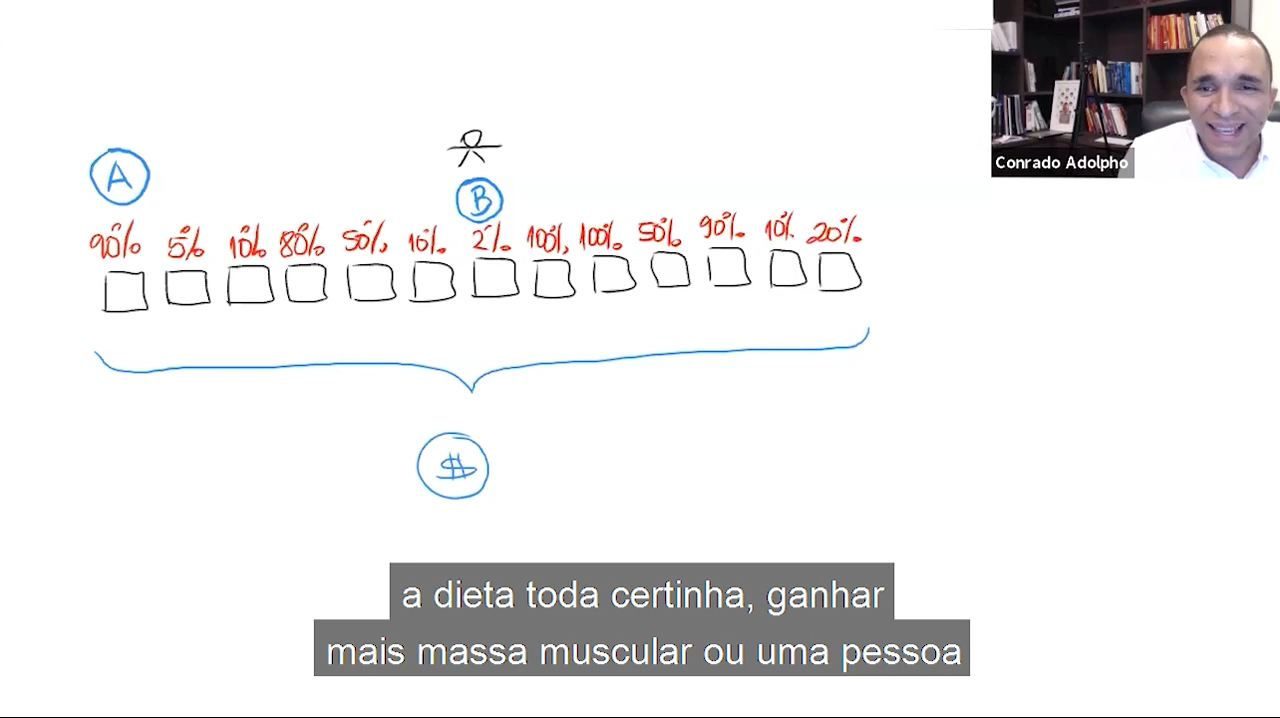 Conrado Adolpho
A
B
90% 5% 10% 80% 50% 10% 2% 100% 100% 50% 90% 10% 20%
$
a dieta toda certinha, ganhar
mais massa muscular ou uma pessoa